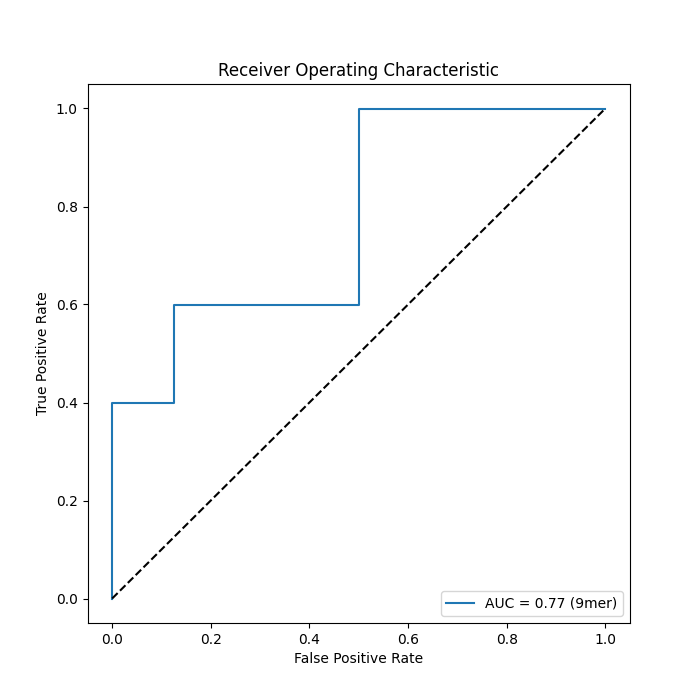 Receiver Operating Characteristic
1.0
0.8
0.6
0.4
0.2
0.0
True Positive Rate
AUC = 0.77 (9mer)
0.0 0.2 0.4 0.6 0.8 1.0
False Positive Rate